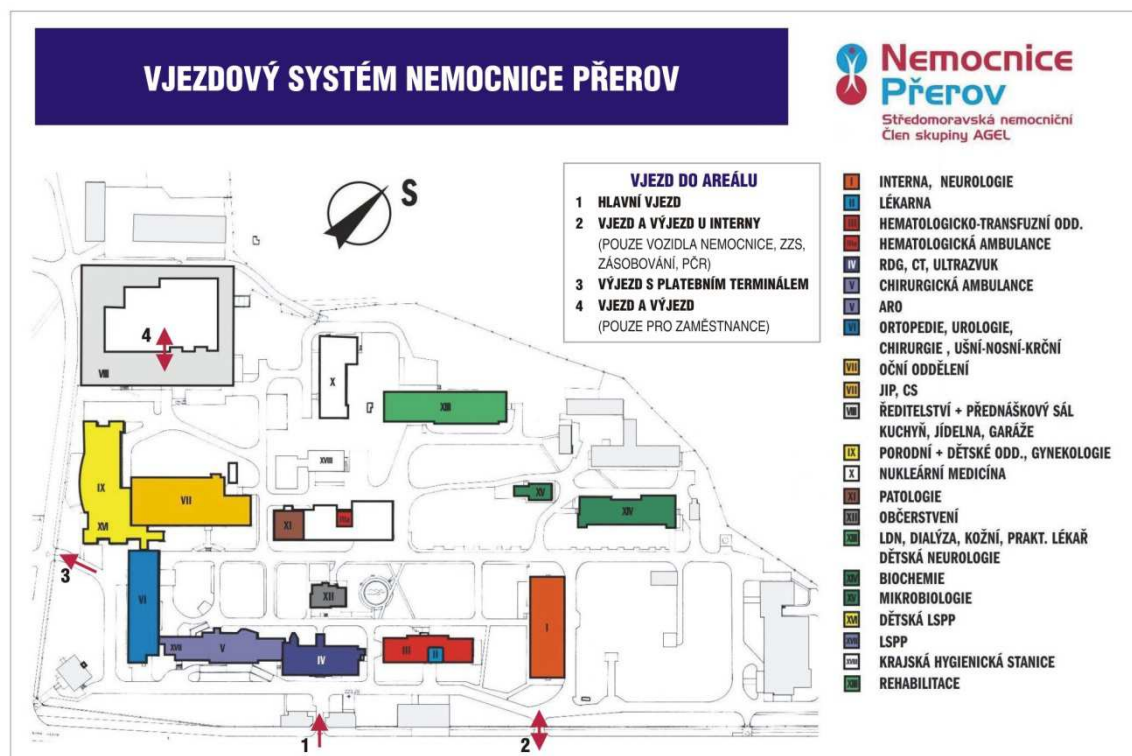 VJEZDOVÝ SYSTÉM NEMOCNICE PŘEROV
Nemocnice
Přerov
Středomoravská nemocniční
Člen skupiny AGEL
S
VJEZD DO AREÁLU
1 HLAVNÍ VJEZD
2 VJEZD A VÝJEZD U INTERNY
(POUZE VOZIDLA NEMOCNICE, ZZS,
ZÁSOBOVÁNÍ, PČR)
3 VÝJEZD S PLATEBNÍM TERMINÁLEM
4 VJEZD A VÝJEZD
(POUZE PRO ZAMĚSTNANCE)
I INTERNA, NEUROLOGIE
II LÉKARNA
III HEMATOLOGICKO-TRANSFUZNÍ ODD.
HEMATOLOGICKÁ AMBULANCE
IV RDG, CT, ULTRAZVUK
V CHIRURGICKÁ AMBULANCE
V ARO
VI ORTOPEDIE, UROLOGIE,
CHIRURGIE , UŠNÍ-NOSNÍ-KRČNÍ
VII OČNÍ ODDĚLENÍ
VII JIP, CS
VIII ŘEDITELSTVÍ + PŘEDNÁŠKOVÝ SÁL
KUCHYŇ, JÍDELNA, GARÁŽE
IX PORODNÍ + DĚTSKÉ ODD., GYNEKOLOGIE
X NUKLEÁRNÍ MEDICÍNA
XI PATOLOGIE
XII OBČERSTVENÍ
XIII LDN, DIALÝZA, KOŽNÍ, PRAKT. LÉKAŘ
DĚTSKÁ NEUROLOGIE
XIV BIOCHEMIE
XV MIKROBIOLOGIE
XVI DĚTSKÁ LSPP
XVII LSPP
XVIII KRAJSKÁ HYGIENICKÁ STANICE
XIII REHABILITACE
4
VIII
X
XIII
XVIII
IX
VII
XV
XIV
XI
XVI
3
VI
XII
I
XVII
V
IV
III
II
1
2